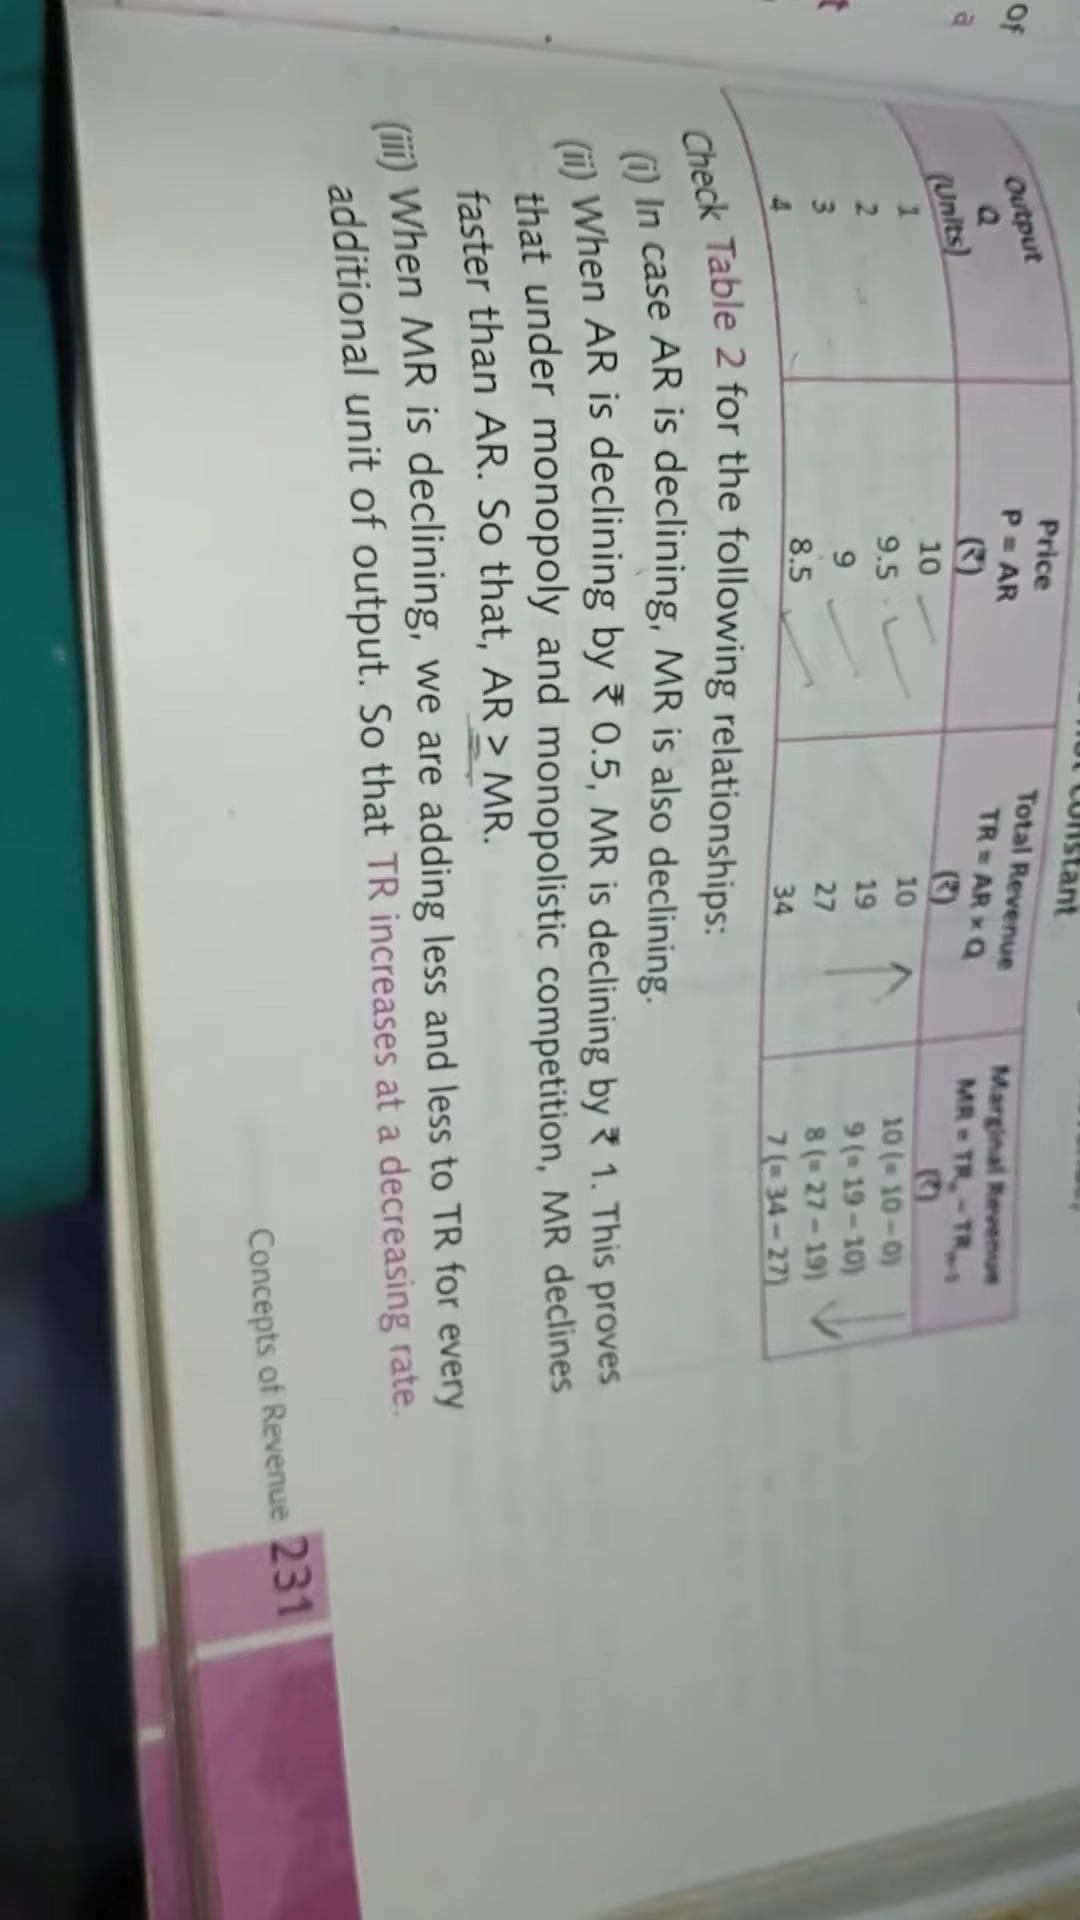 of
a
t
Constant
Output Q (Units) Price P = AR (₹) Total Revenue TR = AR × Q (₹) Marginal Revenue MR = TRn – TRn–1 (₹)
1 10 10 10 (= 10 – 0)
2 9.5 19 9 (= 19 – 10)
3 9 27 8 (= 27 – 19)
4 8.5 34 7 (= 34 – 27)
Check Table 2 for the following relationships:
(i) In case AR is declining, MR is also declining.
(ii) When AR is declining by ₹ 0.5, MR is declining by ₹ 1. This proves
that under monopoly and monopolistic competition, MR declines
faster than AR. So that, AR > MR.
(iii) When MR is declining, we are adding less and less to TR for every
additional unit of output. So that TR increases at a decreasing rate.
Concepts of Revenue 231